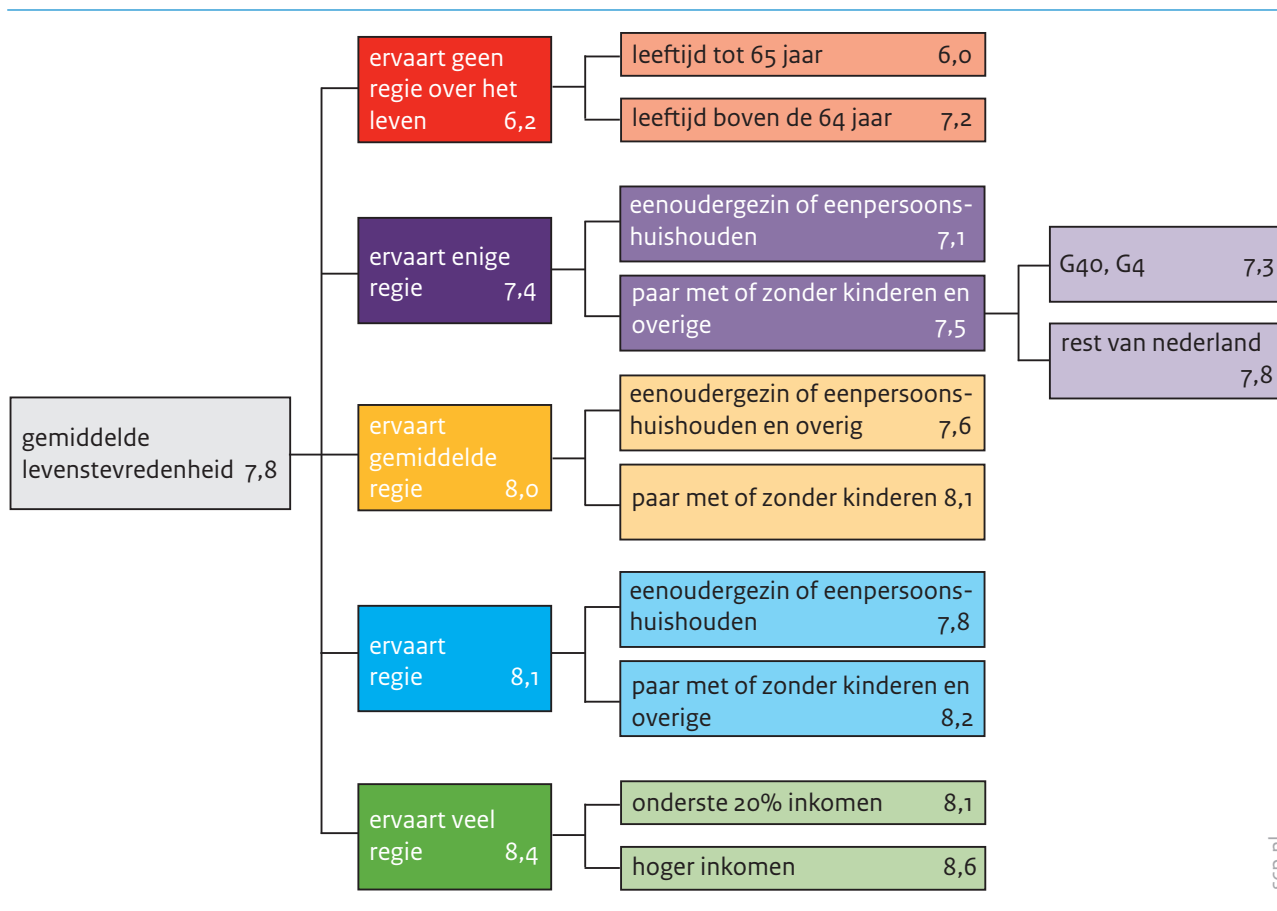 ervaart geen
regie over het
leven 6,2
leeftijd tot 65 jaar 6,0
leeftijd boven de 64 jaar 7,2
ervaart enige
regie 7,4
eenoudergezin of eenpersoons-
huishouden 7,1
paar met of zonder kinderen en
overige 7,5
G40, G4 7,3
rest van nederland
7,8
gemiddelde
levenstevredenheid 7,8
ervaart
gemiddelde
regie 8,0
eenoudergezin of eenpersoons-
huishouden en overig 7,6
paar met of zonder kinderen 8,1
ervaart
regie 8,1
eenoudergezin of eenpersoons-
huishouden 7,8
paar met of zonder kinderen en
overige 8,2
ervaart veel
regie 8,4
onderste 20% inkomen 8,1
hoger inkomen 8,6
scp.nl